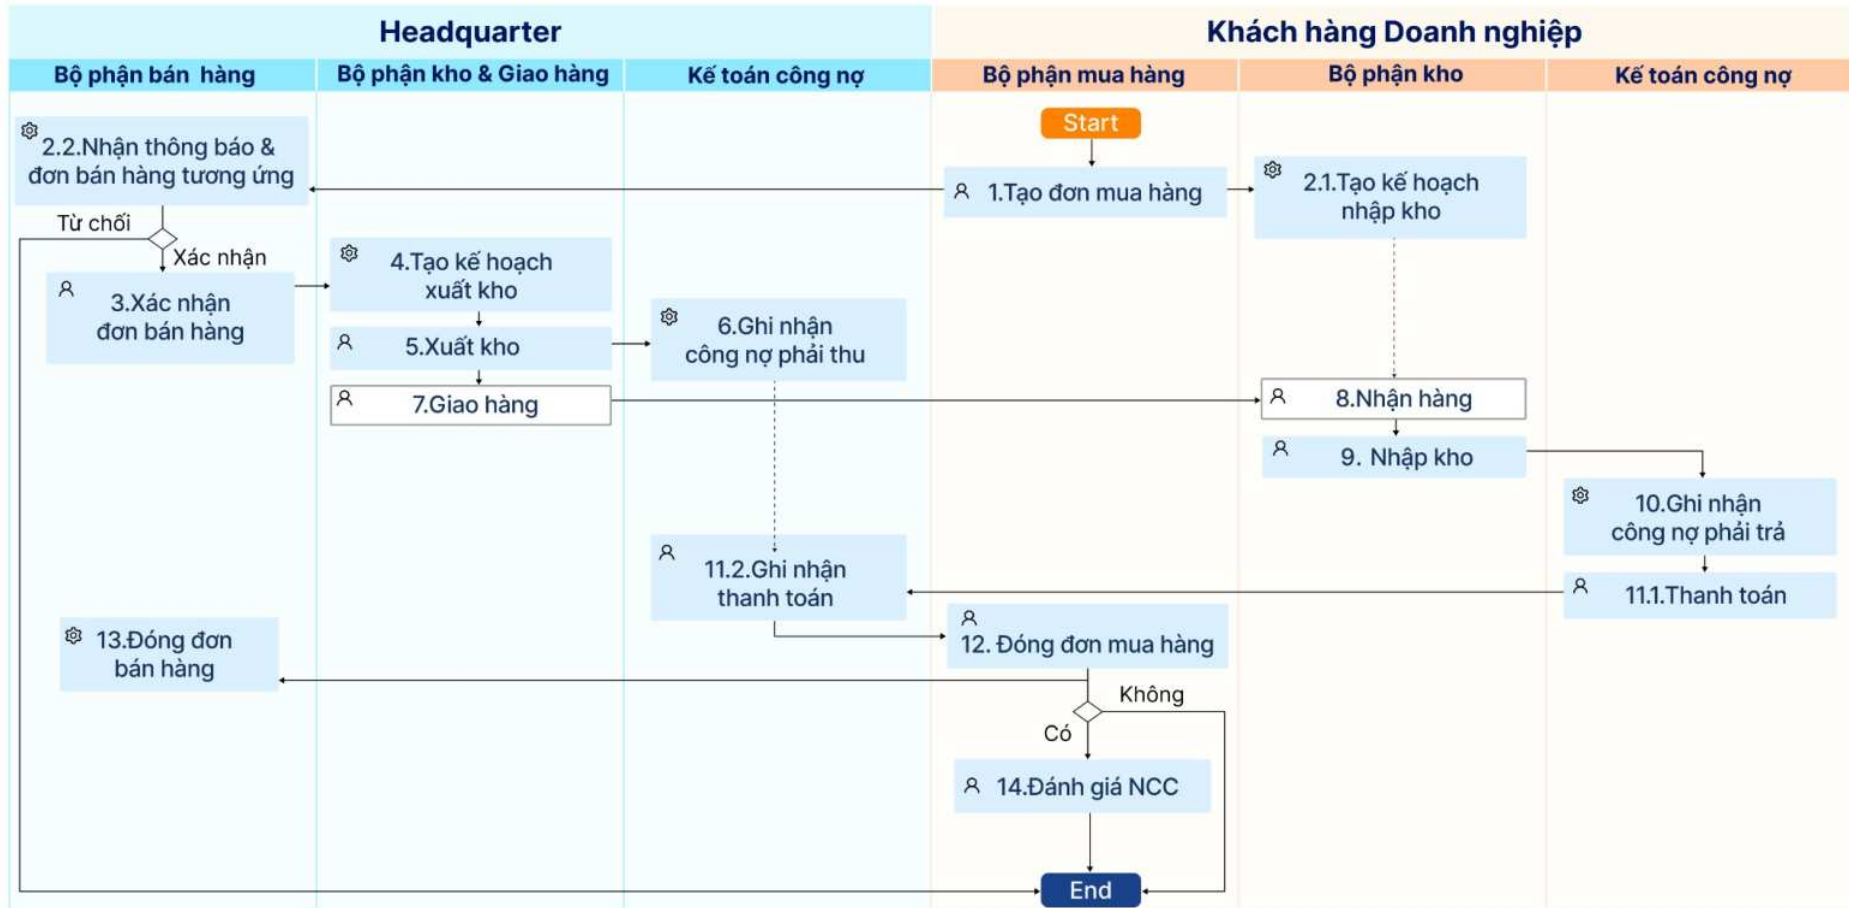 Headquarter
Khách hàng Doanh nghiệp
Bộ phận bán hàng
Bộ phận kho & Giao hàng
Kế toán công nợ
Bộ phận mua hàng
Bộ phận kho
Kế toán công nợ
Start
2.2.Nhận thông báo &
đơn bán hàng tương ứng
1.Tạo đơn mua hàng
2.1.Tạo kế hoạch
nhập kho
Từ chối
Xác nhận
3.Xác nhận
đơn bán hàng
4.Tạo kế hoạch
xuất kho
5.Xuất kho
6.Ghi nhận
công nợ phải thu
7.Giao hàng
8.Nhận hàng
9. Nhập kho
10.Ghi nhận
công nợ phải trả
11.2.Ghi nhận
thanh toán
11.1.Thanh toán
13.Đóng đơn
bán hàng
12. Đóng đơn mua hàng
Không
Có
14.Đánh giá NCC
End